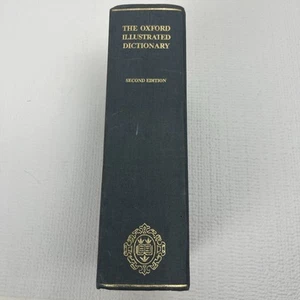 THE OXFORD
ILLUSTRATED
DICTIONARY
SECOND EDITION